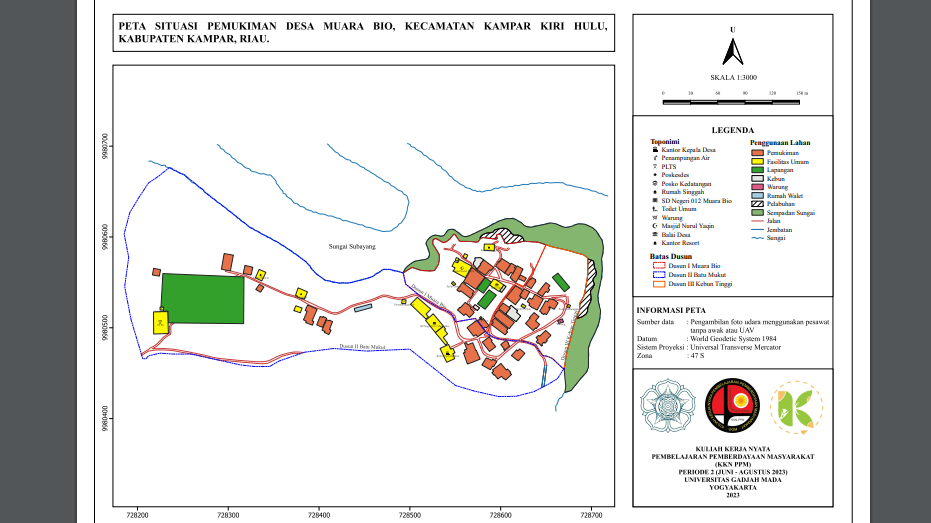 PETA SITUASI PEMUKIMAN DESA MUARA BIO, KECAMATAN KAMPAR KIRI HULU,
KABUPATEN KAMPAR, RIAU.
U
SKALA 1:3000
0 30 60 90 120 150 m
LEGENDA
Toponimi
Kantor Kepala Desa
Penampungan Air
PLTS
Poskesdes
Posko Kedatangan
Rumah Singgah
SD Negeri 012 Muara Bio
Toilet Umum
Warung
Masjid Nurul Yaqin
Balai Desa
Kantor Resort
Penggunaan Lahan
Pemukiman
Fasilitas Umum
Lapangan
Kebun
Warung
Rumah Walet
Pelabuhan
Sempadan Sungai
Jalan
Jembatan
Sungai
Batas Dusun
Dusun I Muara Bio
Dusun II Batu Mukut
Dusun III Kebun Tinggi
INFORMASI PETA
Sumber data : Pengambilan foto udara menggunakan pesawat
tanpa awak atau UAV
Datum : World Geodetic System 1984
Sistem Proyeksi : Universal Transverse Mercator
Zona : 47 S
KULIAH KERJA NYATA
PEMBELAJARAN PEMBERDAYAAN MASYARAKAT
(KKN PPM)
PERIODE 2 (JUNI - AGUSTUS 2023)
UNIVERSITAS GADJAH MADA
YOGYAKARTA
2023
Sungai Subayang
Dusun I Muara Bio
Dusun II Batu Mukut
9980700
9980600
9980500
9980400
728200 728300 728400 728500 728600 728700